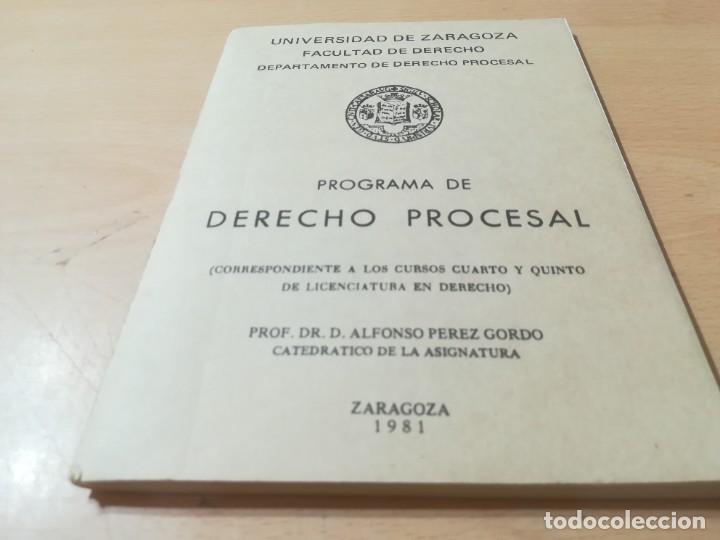 UNIVERSIDAD DE ZARAGOZA
FACULTAD DE DERECHO
DEPARTAMENTO DE DERECHO PROCESAL
PROGRAMA DE
DERECHO PROCESAL
(CORRESPONDIENTE A LOS CURSOS CUARTO Y QUINTO
DE LICENCIATURA EN DERECHO)
PROF. DR. D. ALFONSO PEREZ GORDO
CATEDRATICO DE LA ASIGNATURA
ZARAGOZA
1981
todocoleccion